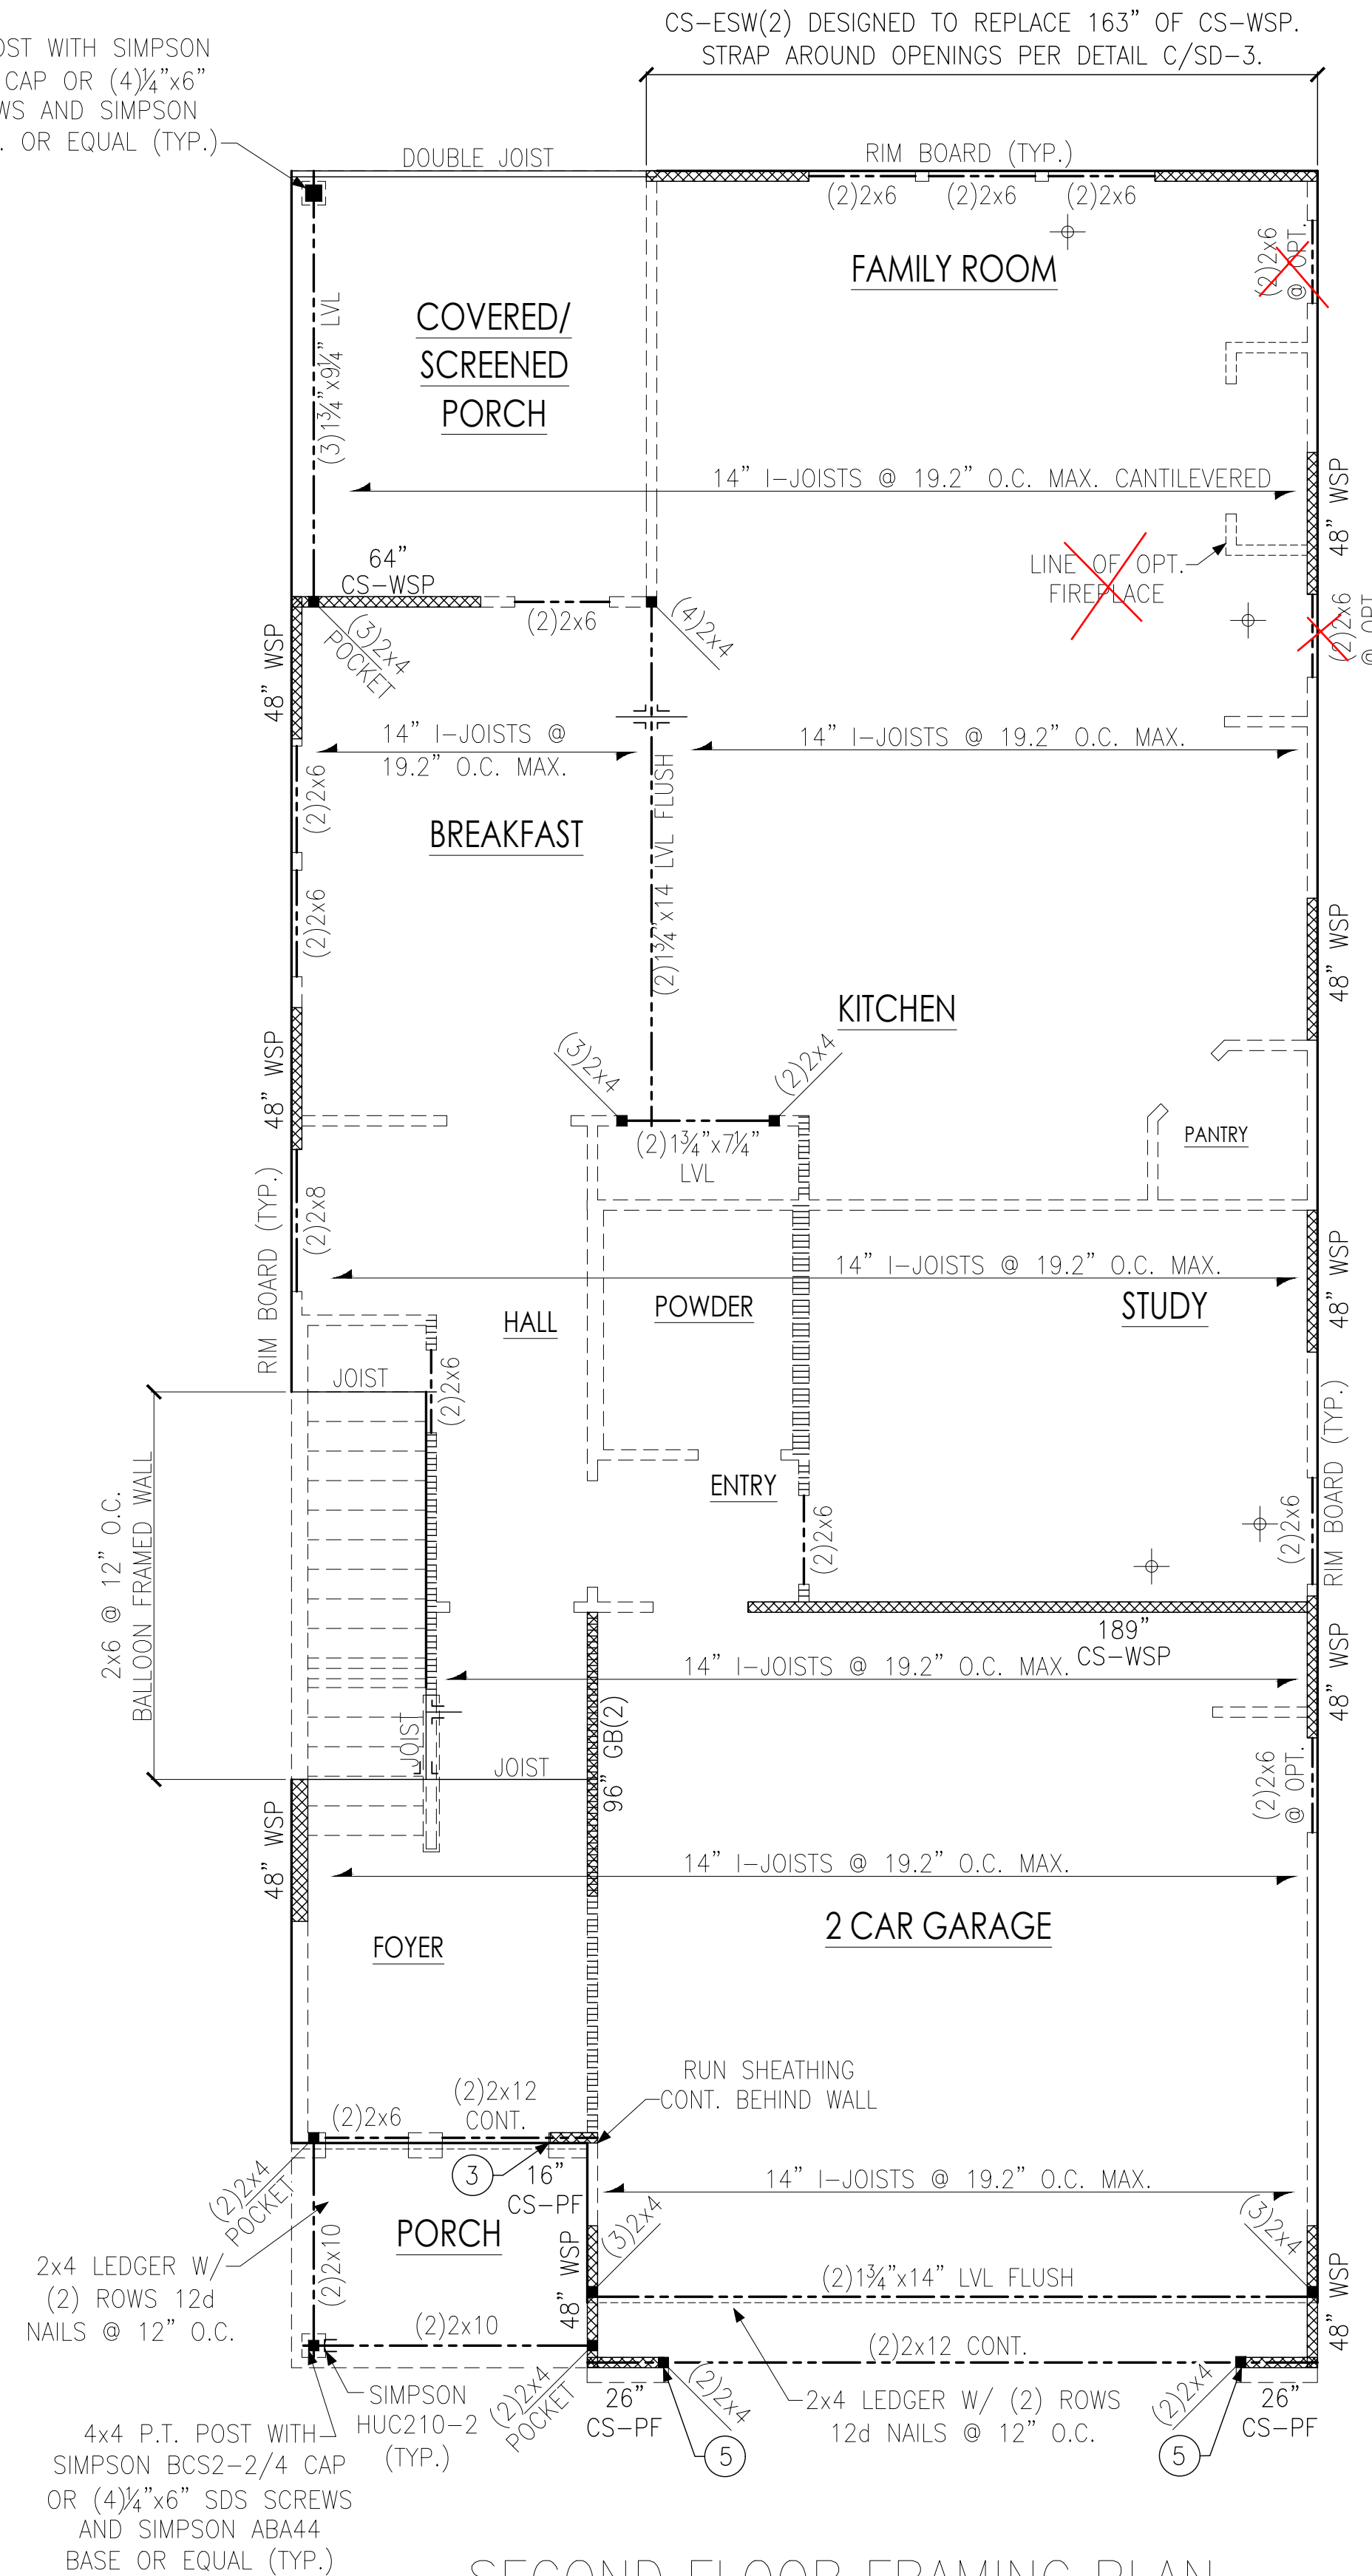 CS-ESW(2) DESIGNED TO REPLACE 163” OF CS-WSP.
STRAP AROUND OPENINGS PER DETAIL C/SD-3.
WITH SIMPSON
CAP OR (4)¼”x6”
AND SIMPSON
OR EQUAL (TYP.)
DOUBLE JOIST
RIM BOARD (TYP.)
(2)2x6
(2)2x6
(2)2x6
(2)2x6
@ OPT.
FAMILY ROOM
COVERED/
SCREENED
PORCH
(3)1¾”x9¼” LVL
14” I-JOISTS @ 19.2” O.C. MAX. CANTILEVERED
48” WSP
LINE OF OPT.
FIREPLACE
64”
CS-WSP
(2)2x6
(3)2x4
POCKET
(4)2x4
(2)2x6
@ OPT
48” WSP
14” I-JOISTS @
19.2” O.C. MAX.
14” I-JOISTS @ 19.2” O.C. MAX.
(2)2x6
BREAKFAST
(2)1¾”x14 LVL FLUSH
(2)2x6
48” WSP
KITCHEN
48” WSP
(3)2x4
(2)2x4
(2)1¾”x7¼”
LVL
PANTRY
(2)2x8
RIM BOARD (TYP.)
14” I-JOISTS @ 19.2” O.C. MAX.
48” WSP
HALL
POWDER
STUDY
JOIST
(2)2x6
RIM BOARD (TYP.)
ENTRY
(2)2x6
(2)2x6
2x6 @ 12” O.C.
BALLOON FRAMED WALL
189”
CS-WSP
14” I-JOISTS @ 19.2” O.C. MAX.
48” WSP
JOIST
JOIST
96” GB(2)
(2)2x6
@ OPT.
48” WSP
14” I-JOISTS @ 19.2” O.C. MAX.
2 CAR GARAGE
FOYER
RUN SHEATHING
CONT. BEHIND WALL
(2)2x6
(2)2x12
CONT.
3
16”
CS-PF
(2)2x4
POCKET
14” I-JOISTS @ 19.2” O.C. MAX.
PORCH
48” WSP
(3)2x4
(3)2x4
2x4 LEDGER W/
(2) ROWS 12d
NAILS @ 12” O.C.
(2)2x10
(2)1¾”x14” LVL FLUSH
48” WSP
(2)2x10
(2)2x12 CONT.
SIMPSON
HUC210-2
(TYP.)
(2)2x4
POCKET
26”
CS-PF
(2)2x4
2x4 LEDGER W/ (2) ROWS
12d NAILS @ 12” O.C.
(2)2x4
26”
CS-PF
5
5
4x4 P.T. POST WITH
SIMPSON BCS2-2/4 CAP
OR (4)¼”x6” SDS SCREWS
AND SIMPSON ABA44
BASE OR EQUAL (TYP.)
SECOND FLOOR FRAMING PLAN